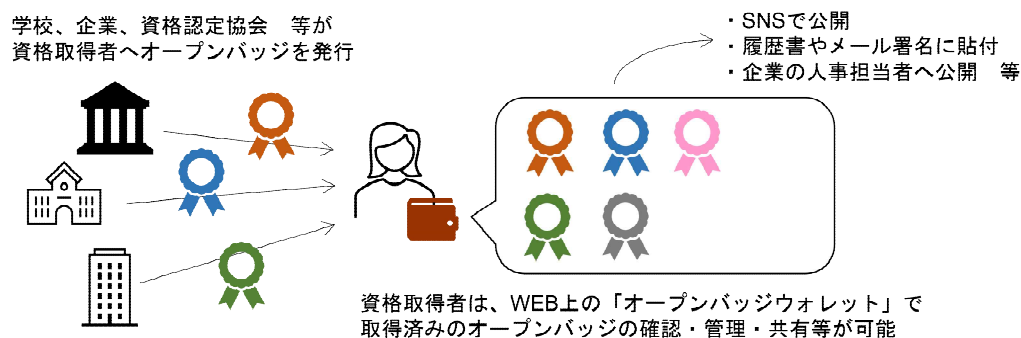 学校、企業、資格認定協会　等が
資格取得者へオープンバッジを発行
・SNSで公開
・履歴書やメール署名に貼付
・企業の人事担当者へ公開　等
資格取得者は、WEB上の「オープンバッジウォレット」で
取得済みのオープンバッジの確認・管理・共有等が可能